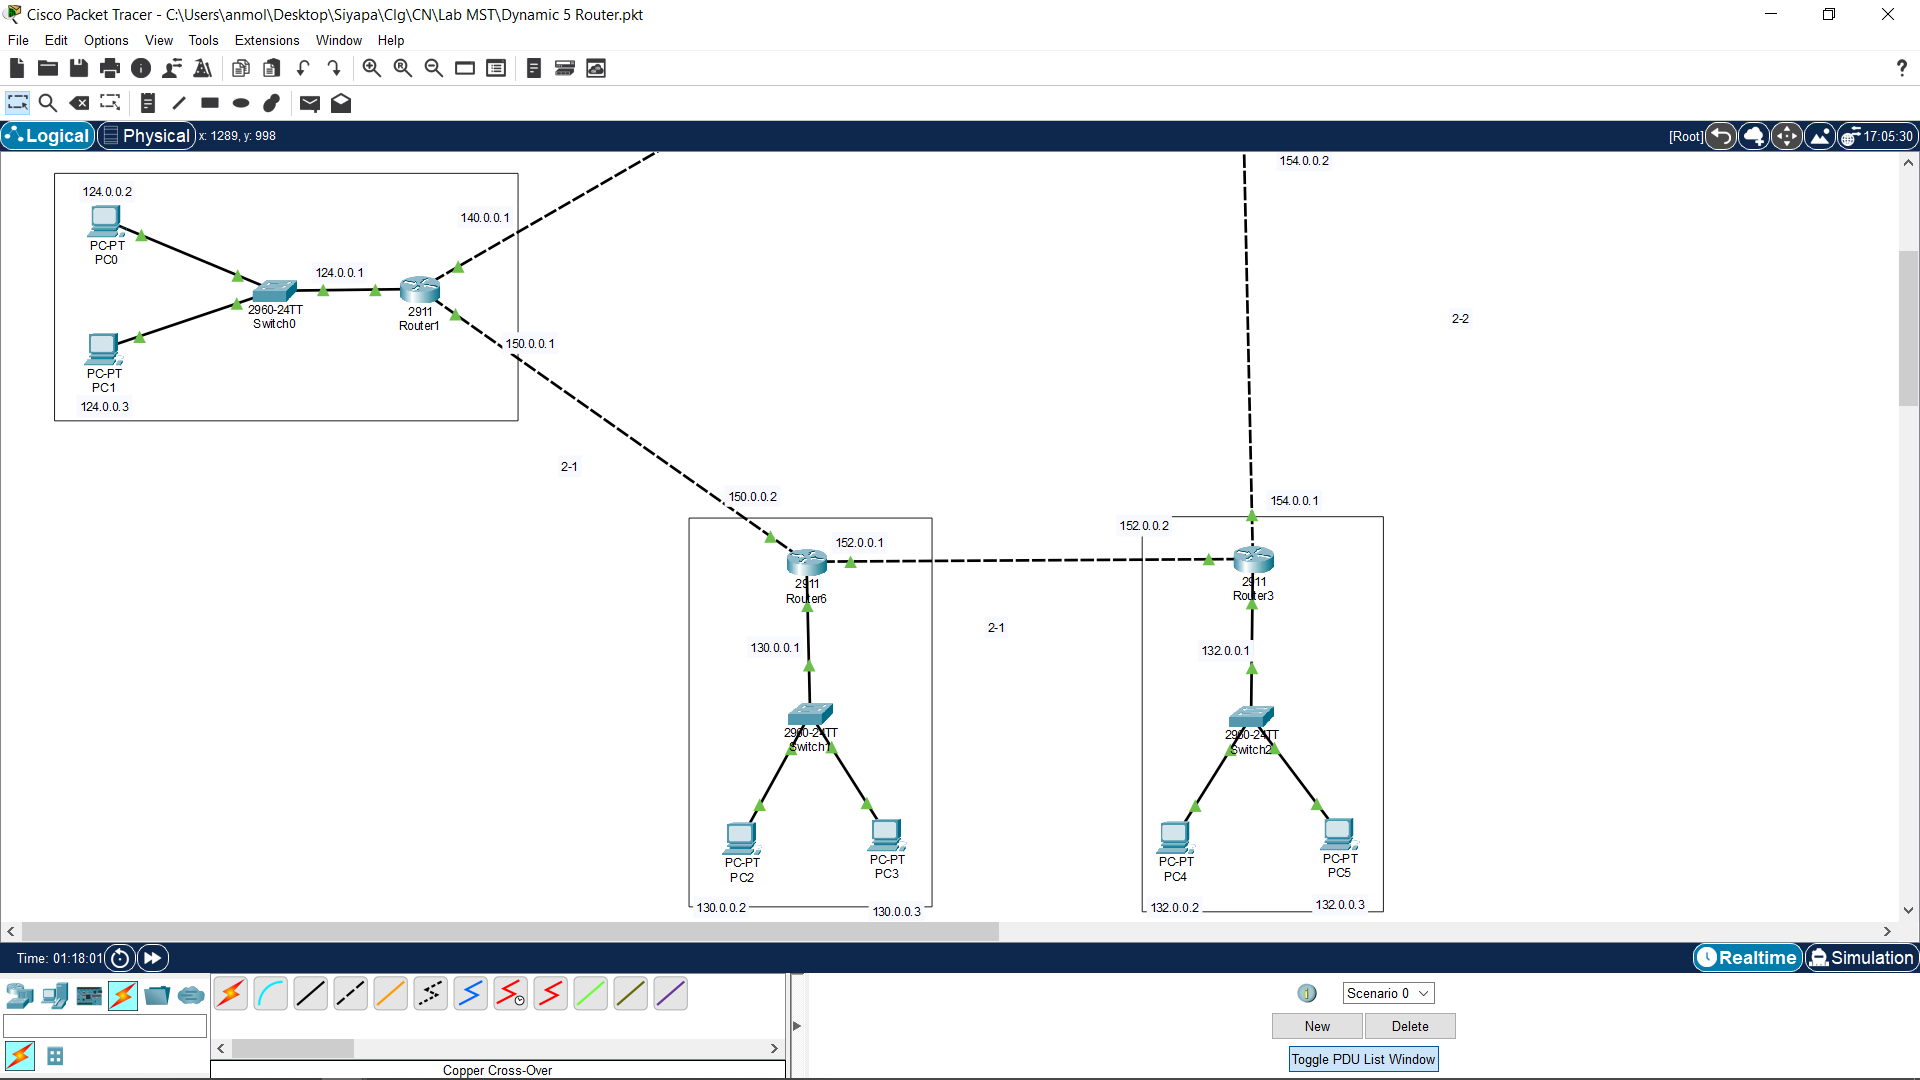 Cisco Packet Tracer - C:\Users\anmol\Desktop\Siyapa\Clg\CN\Lab MST\Dynamic 5 Router.pkt
File Edit Options View Tools Extensions Window Help
Logical Physical x: 1289, y: 998 [Root] 17:05:30
124.0.0.2
PC-PT
PC0
140.0.0.1
124.0.0.1
2960-24TT
Switch0
2911
Router1
150.0.0.1
PC-PT
PC1
124.0.0.3
154.0.0.2
2-2
2-1
150.0.0.2
152.0.0.1
2911
Router6
130.0.0.1
2960-24TT
Switch1
PC-PT
PC2
PC-PT
PC3
130.0.0.2
130.0.0.3
2-1
154.0.0.1
152.0.0.2
2911
Router3
132.0.0.1
2960-24TT
Switch2
PC-PT
PC4
PC-PT
PC5
132.0.0.2
132.0.0.3
Time: 01:18:01 Realtime Simulation
Scenario 0
New Delete
Toggle PDU List Window
Copper Cross-Over